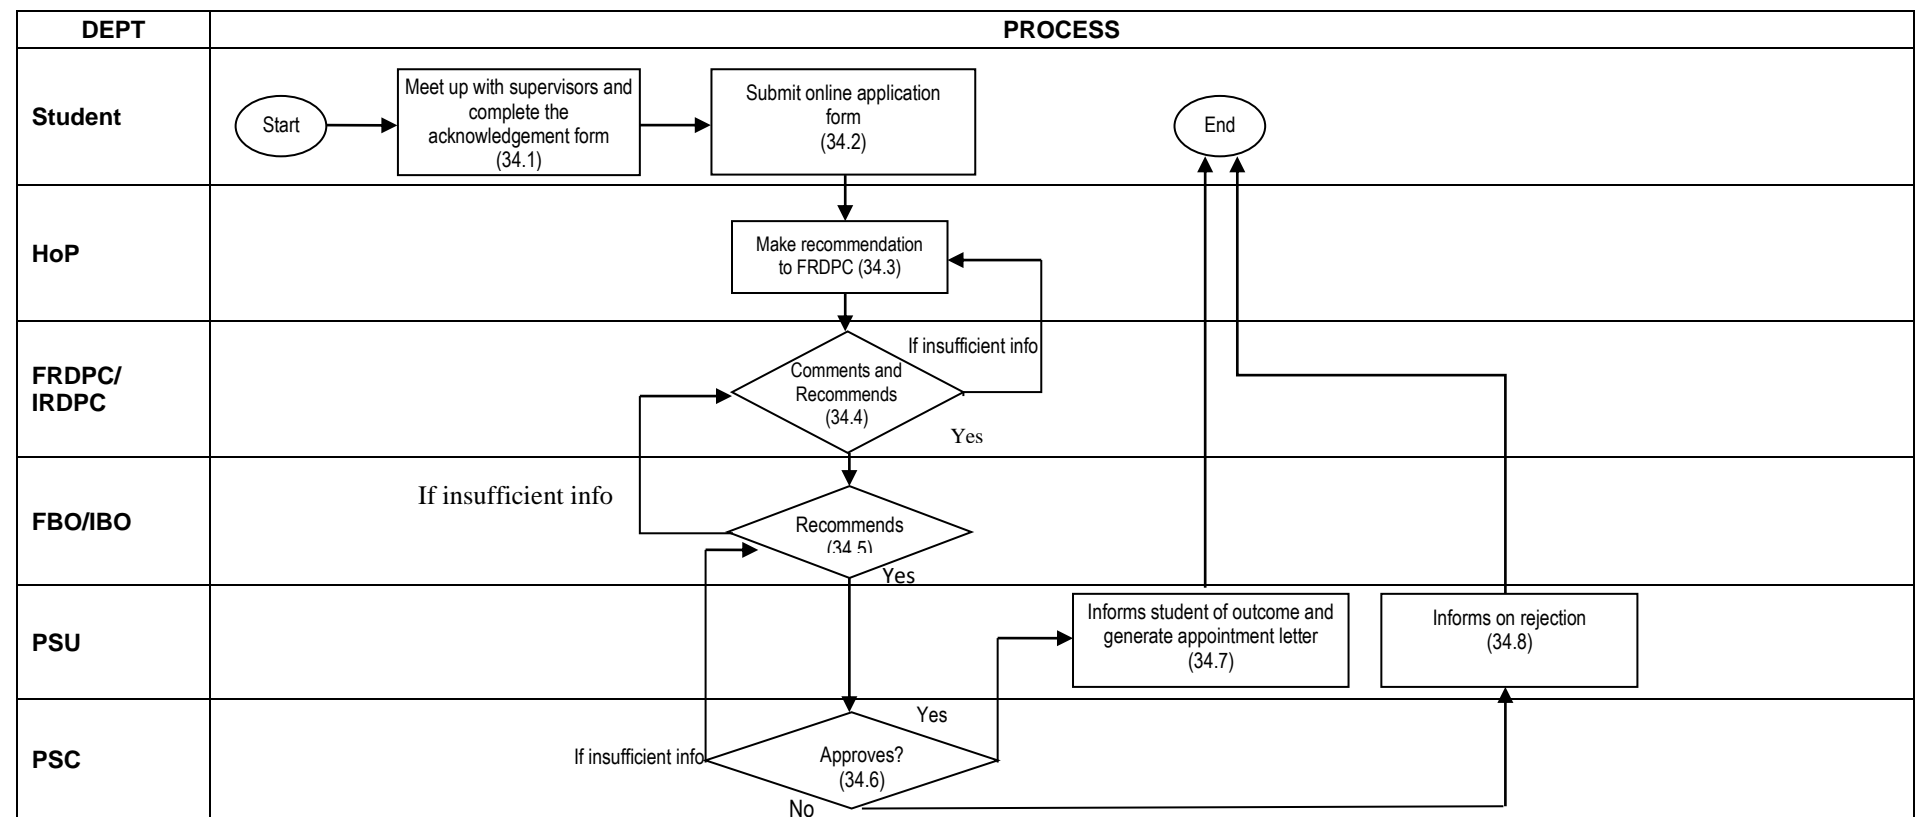 DEPT
PROCESS
Student
Start
Meet up with supervisors and
complete the
acknowledgement form
(34.1)
Submit online application
form
(34.2)
End
HoP
Make recommendation
to FRDPC (34.3)
FRDPC/
IRDPC
If insufficient info
Comments and
Recommends
(34.4)
Yes
FBO/IBO
If insufficient info
Recommends
(34.5)
Yes
PSU
Informs student of outcome and
generate appointment letter
(34.7)
Informs on rejection
(34.8)
PSC
Yes
If insufficient info
Approves?
(34.6)
No